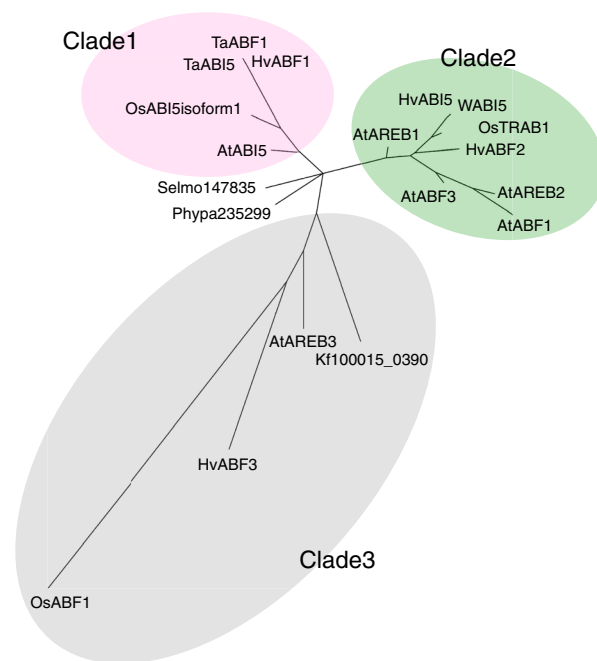 Clade1
TaABF1
TaABI5 HvABF1
Clade2
OsABI5isoform1
HvABI5 WABI5
OsTRAB1
AtAREB1
HvABF2
AtABI5
Selmo147835
AtABF3
AtAREB2
Phypa235299
AtABF1
AtAREB3
Kf100015_0390
HvABF3
Clade3
OsABF1